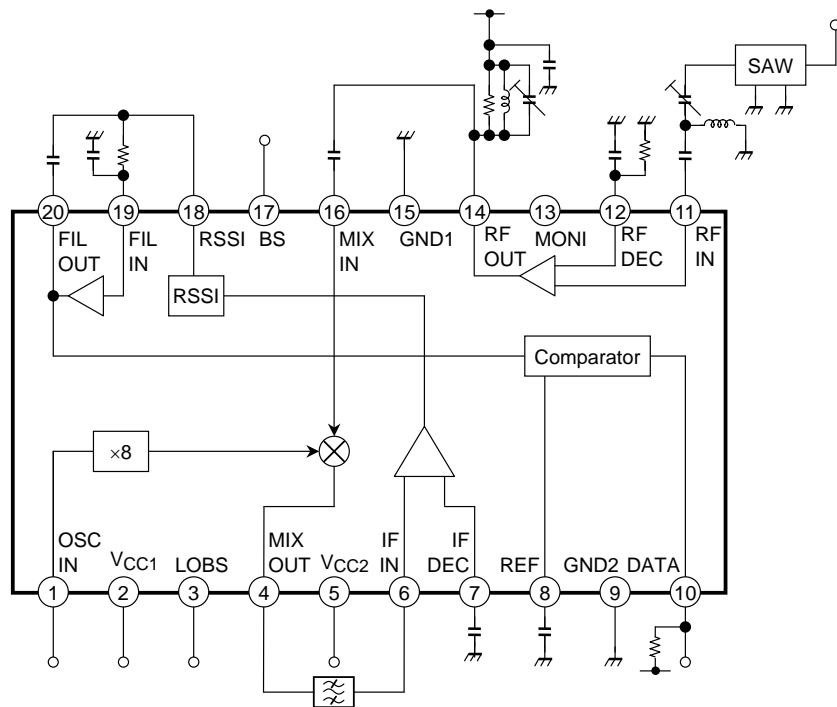 SAW
20
19
18
17
16
15
14
13
12
11
FIL
OUT
FIL
IN
RSSI
BS
MIX
IN
GND1
RF
OUT
MONI
RF
DEC
RF
IN
RSSI
Comparator
×8
OSC
IN
VCC1
LOBS
MIX
OUT
VCC2
IF
IN
IF
DEC
REF
GND2
DATA
1
2
3
4
5
6
7
8
9
10